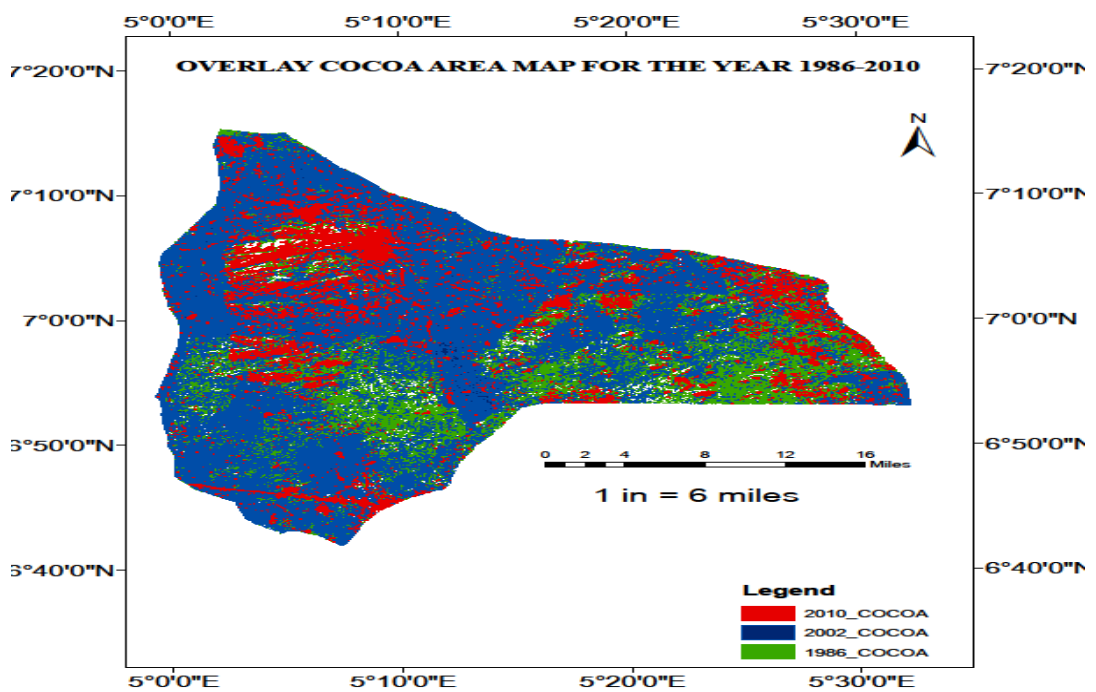 5°0'0"E 5°10'0"E 5°20'0"E 5°30'0"E
OVERLAY COCOA AREA MAP FOR THE YEAR 1986-2010
7°20'0"N 7°20'0"N
N
7°10'0"N 7°10'0"N
7°0'0"N 7°0'0"N
6°50'0"N 6°50'0"N
0 2 4 8 12 16
Miles
1 in = 6 miles
6°40'0"N 6°40'0"N
Legend
2010_COCOA
2002_COCOA
1986_COCOA
5°0'0"E 5°10'0"E 5°20'0"E 5°30'0"E